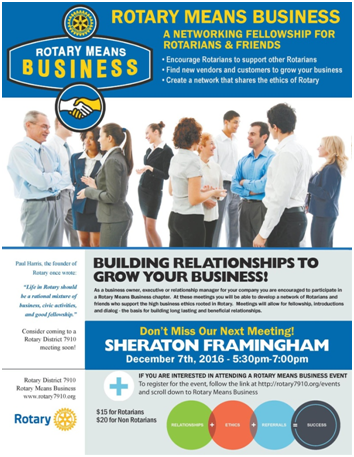 ROTARY MEANS
BUSINESS
ROTARY MEANS BUSINESS
A NETWORKING FELLOWSHIP FOR
ROTARIANS & FRIENDS
• Encourage Rotarians to support other Rotarians
• Find new vendors and customers to grow your business
• Create a network that shares the ethics of Rotary
Paul Harris, the founder of
Rotary once wrote:
"Life in Rotary should
be a rational mixture of
business, civic activities,
and good fellowship."
Consider coming to a
Rotary District 7910
meeting soon!
Rotary District 7910
Rotary Means Business
www.rotary7910.org
Rotary
BUILDING RELATIONSHIPS TO
GROW YOUR BUSINESS!
As a business owner, executive or relationship manager for your company you are encouraged to participate in
a Rotary Means Business chapter. At these meetings you will be able to develop a network of Rotarians and
friends who support the high business ethics rooted in Rotary. Meetings will allow for fellowship, introductions
and dialog - the basis for building long lasting and beneficial relationships.
Don't Miss Our Next Meeting!
SHERATON FRAMINGHAM
December 7th, 2016 - 5:30pm-7:00pm
IF YOU ARE INTERESTED IN ATTENDING A ROTARY MEANS BUSINESS EVENT
To register for the event, follow the link at http://rotary7910.org/events
and scroll down to Rotary Means Business
$15 for Rotarians
$20 for Non Rotarians
RELATIONSHIPS + ETHICS + REFERRALS = SUCCESS